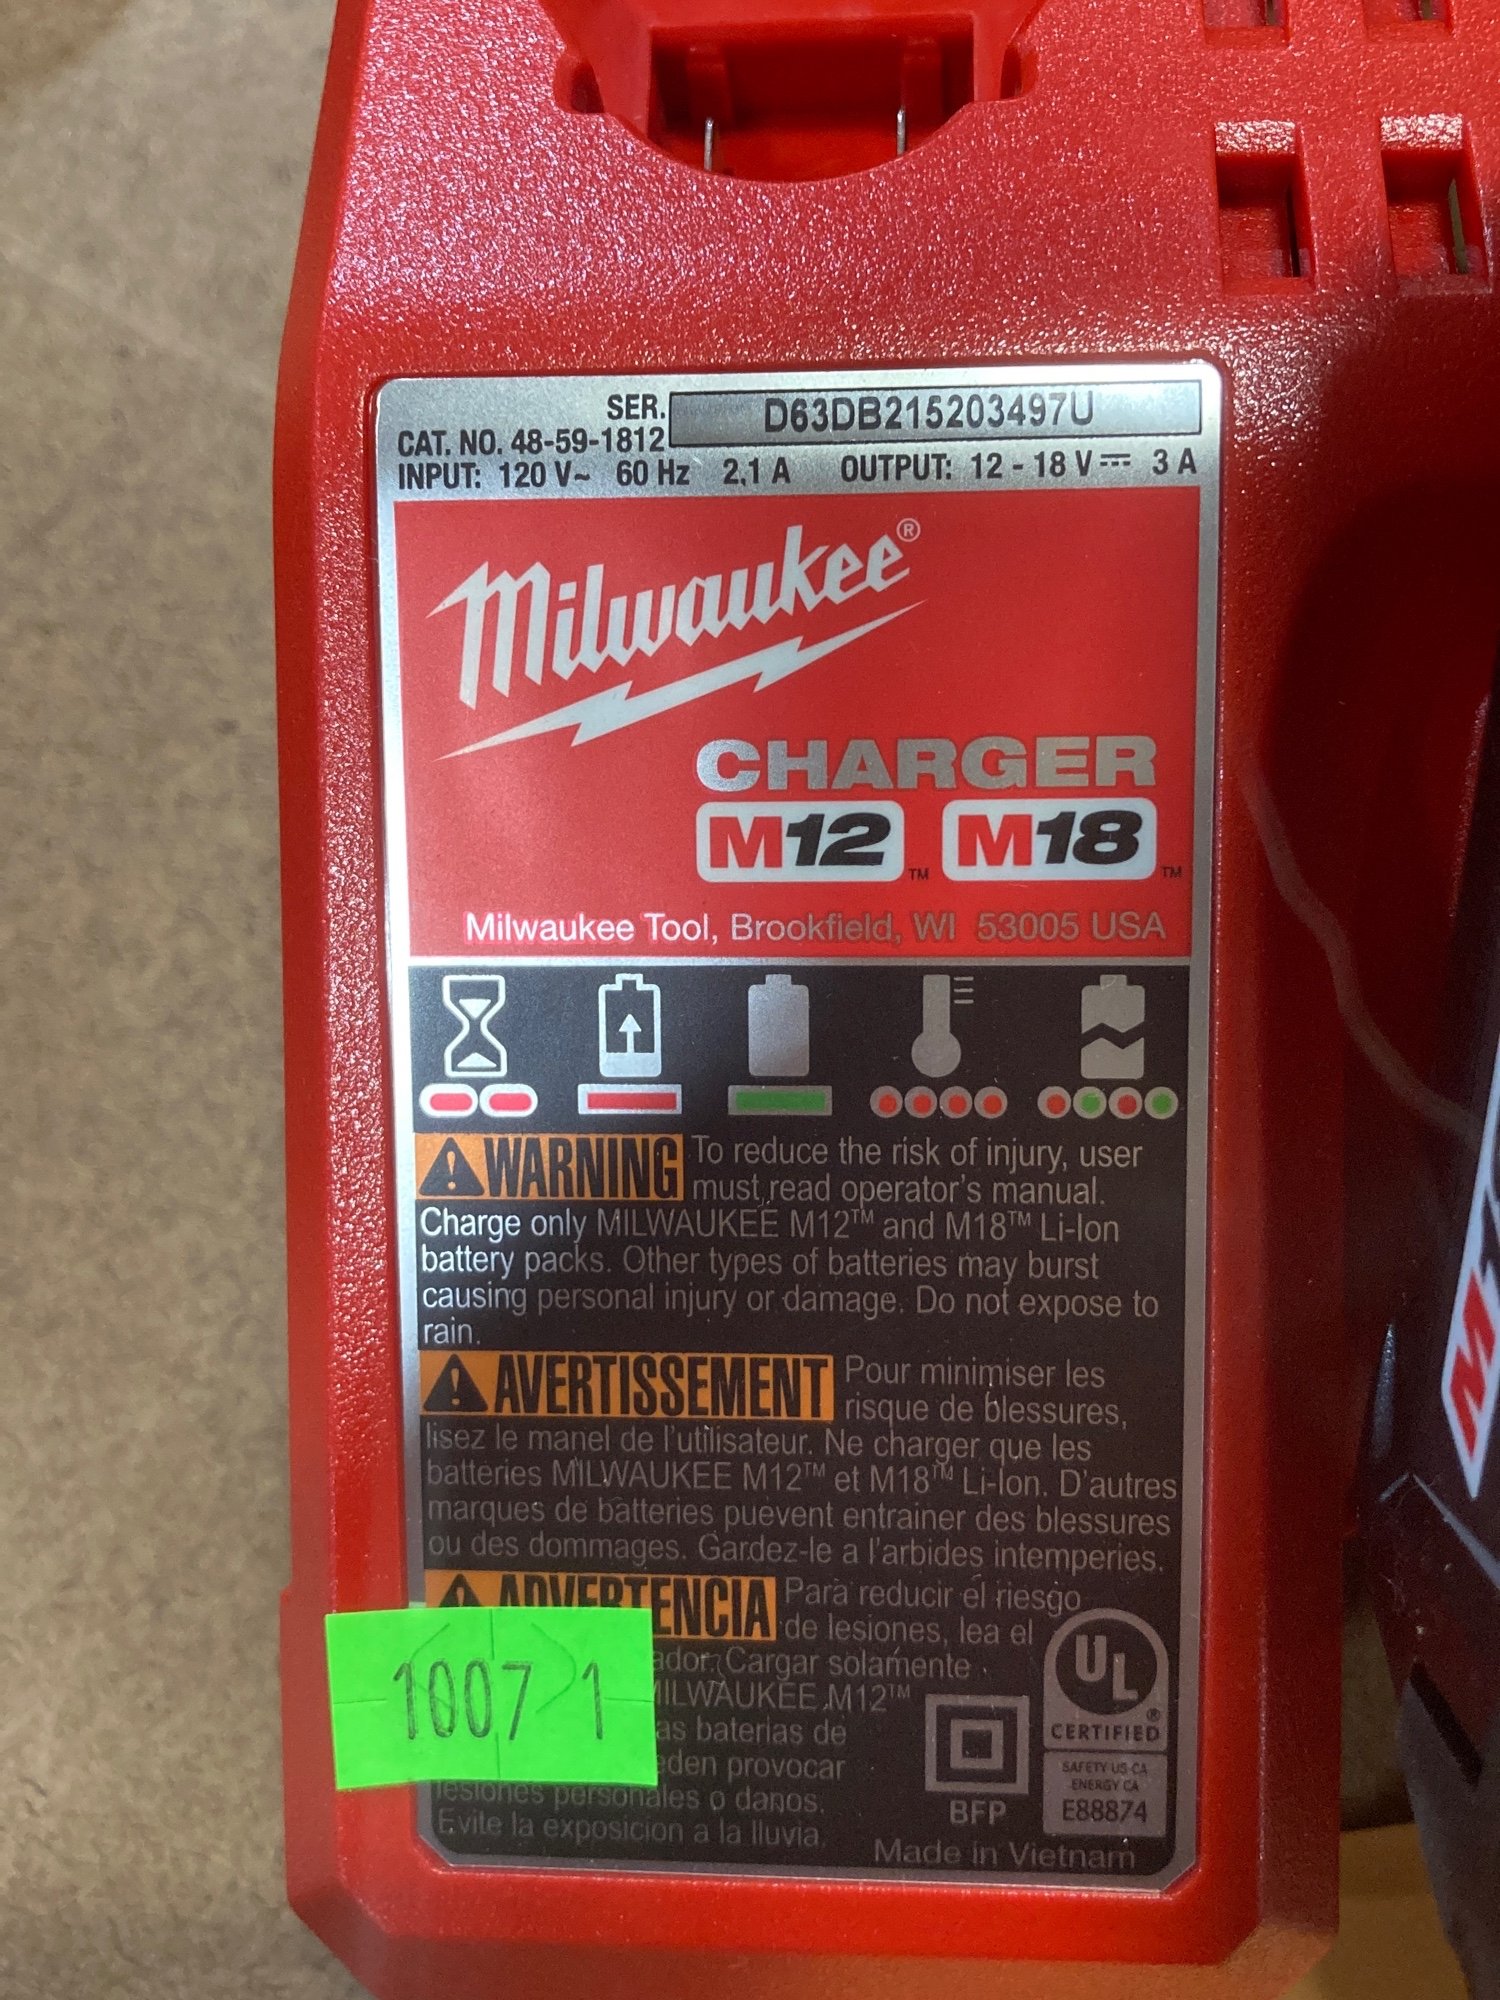 SER. D63DB215203497U
CAT. NO. 48-59-1812
INPUT: 120 V~ 60 Hz 2,1 A OUTPUT: 12 - 18 V⎓ 3 A
Milwaukee®
CHARGER
M12™ M18™
Milwaukee Tool, Brookfield, WI 53005 USA
WARNING To reduce the risk of injury, user
must read operator's manual.
Charge only MILWAUKEE M12™ and M18™ Li-Ion
battery packs. Other types of batteries may burst
causing personal injury or damage. Do not expose to
rain.
AVERTISSEMENT Pour minimiser les
risque de blessures,
lisez le manel de l'utilisateur. Ne charger que les
batteries MILWAUKEE M12™ et M18™ Li-Ion. D'autres
marques de batteries puevent entrainer des blessures
ou des dommages. Gardez-le a l'arbides intemperies.
ADVERTENCIA Para reducir el riesgo
de lesiones, lea el
ador. Cargar solamente
MILWAUKEE M12™
as baterias de
eden provocar
lesiones personales o danos.
Evite la exposicion a la lluvia.
1007 1
BFP
UL®
CERTIFIED
SAFETY US-CA
ENERGY CA
E88874
Made in Vietnam